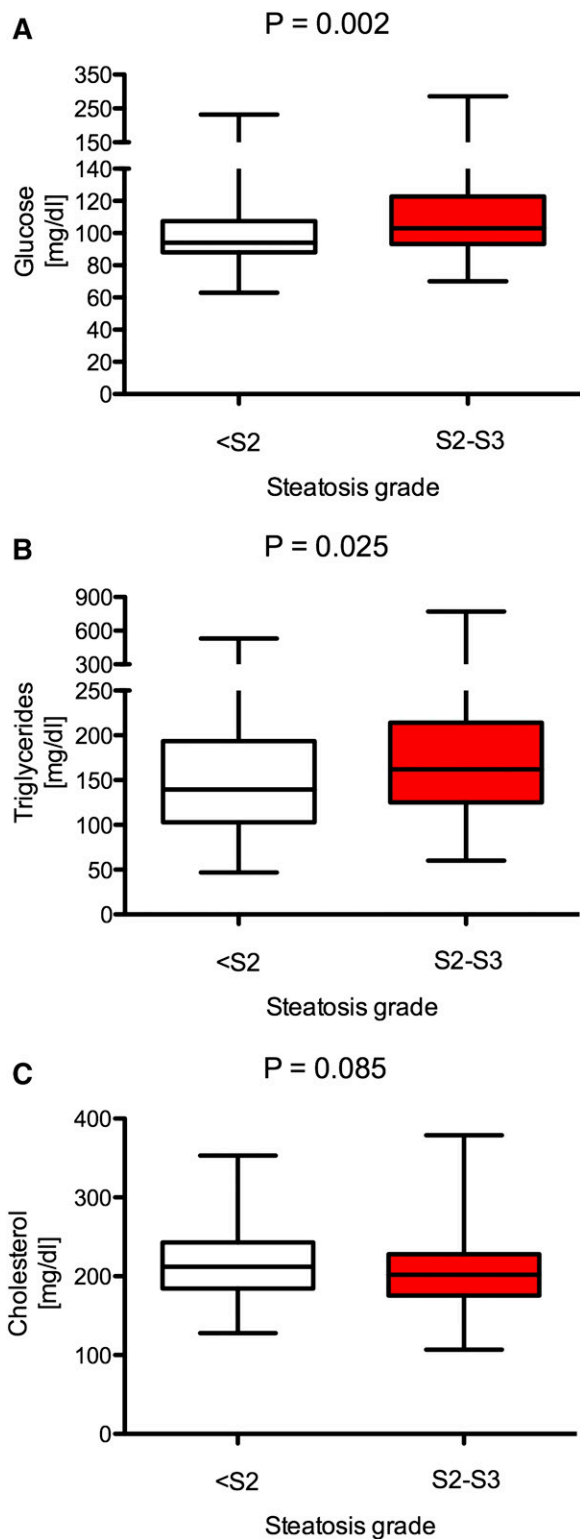 A
P = 0.002
350
250
150
140
120
100
80
60
40
20
0
Glucose
[mg/dl]
<S2
S2-S3
Steatosis grade
B
P = 0.025
900
600
300
250
200
150
100
50
0
Triglycerides
[mg/dl]
<S2
S2-S3
Steatosis grade
C
P = 0.085
400
300
200
100
0
Cholesterol
[mg/dl]
<S2
S2-S3
Steatosis grade